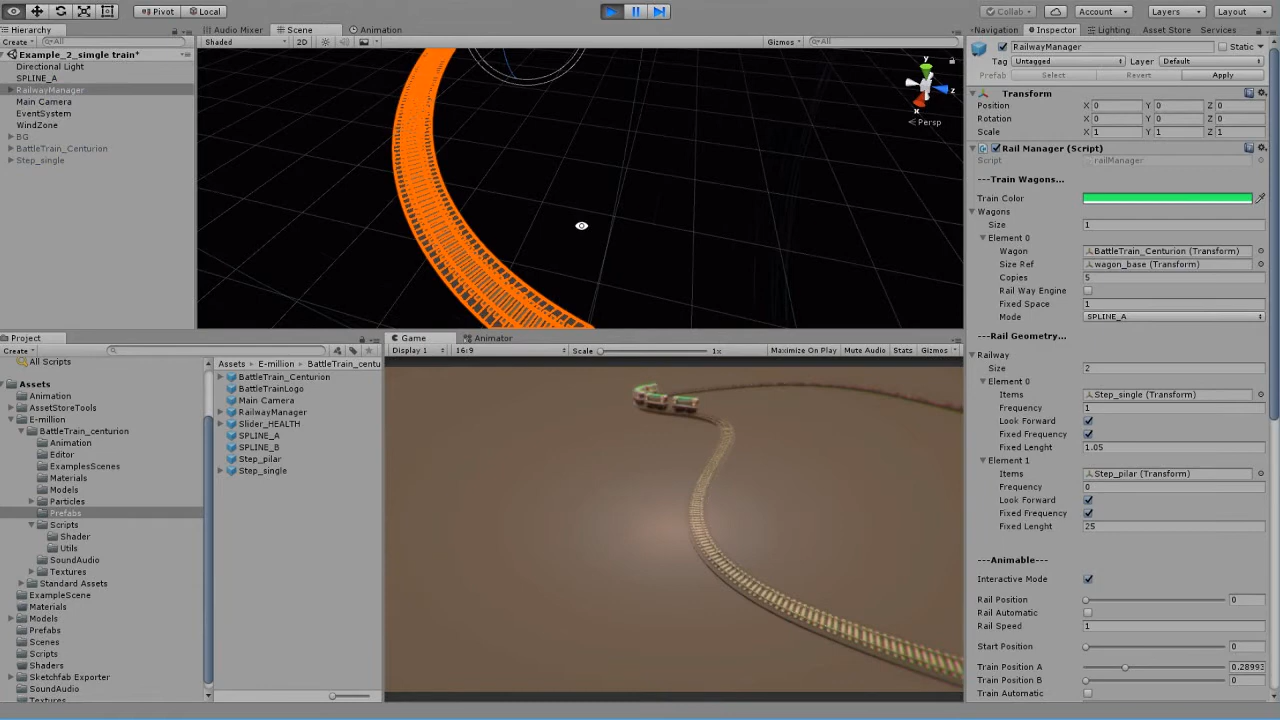 Pivot Local
Collab Account Layers Layout
Hierarchy
Create All
Example_2_simgle train*
Directional Light
SPLINE_A
RailwayManager
Main Camera
EventSystem
WindZone
BG
BattleTrain_Centurion
Step_single
Audio Mixer Scene Animation
Shaded 2D Gizmos All
y
z
x
Persp
Navigation Inspector Lighting Asset Store Services
RailwayManager Static
Tag Untagged Layer Default
Prefab Select Revert Apply
Transform
Position X 0 Y 0 Z 0
Rotation X 0 Y 0 Z 0
Scale X 1 Y 1 Z 1
Rail Manager (Script)
Script railManager
---Train Wagons...
Train Color
Wagons
Size 1
Element 0
Wagon BattleTrain_Centurion (Transform)
Size Ref wagon_base (Transform)
Copies 5
Rail Way Engine
Fixed Space 1
Mode SPLINE_A
---Rail Geometry---
Railway
Size 2
Element 0
Items Step_single (Transform)
Frequency 1
Look Forward
Fixed Frequency
Fixed Lenght 1.05
Element 1
Items Step_pilar (Transform)
Frequency 0
Look Forward
Fixed Frequency
Fixed Lenght 25
---Animable---
Interactive Mode
Rail Position 0
Rail Automatic
Rail Speed 1
Start Position 0
Train Position A 0.28993
Train Position B 0
Train Automatic
Project
Create
All Scripts
Assets
Animation
AssetStoreTools
E-million
BattleTrain_centurion
Animation
Editor
ExamplesScenes
Materials
Models
Particles
Prefabs
Scripts
Shader
Utils
SoundAudio
Textures
Standard Assets
ExampleScene
Materials
Models
Prefabs
Scenes
Scripts
Shaders
Sketchfab Exporter
SoundAudio
Textures
Assets E-million BattleTrain_centu
BattleTrain_Centurion
BattleTrainLogo
Main Camera
RailwayManager
Slider_HEALTH
SPLINE_A
SPLINE_B
Step_pilar
Step_single
Game Animator
Display 1 16:9 Scale 1x Maximize On Play Mute Audio Stats Gizmos